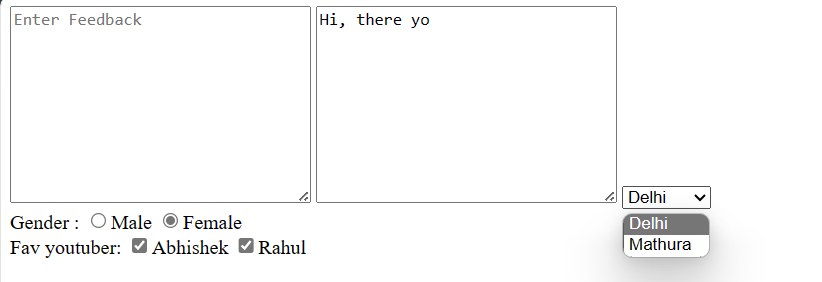 Enter Feedback
Hi, there yo
Delhi
Delhi
Mathura
Gender : Male Female
Fav youtuber: Abhishek Rahul